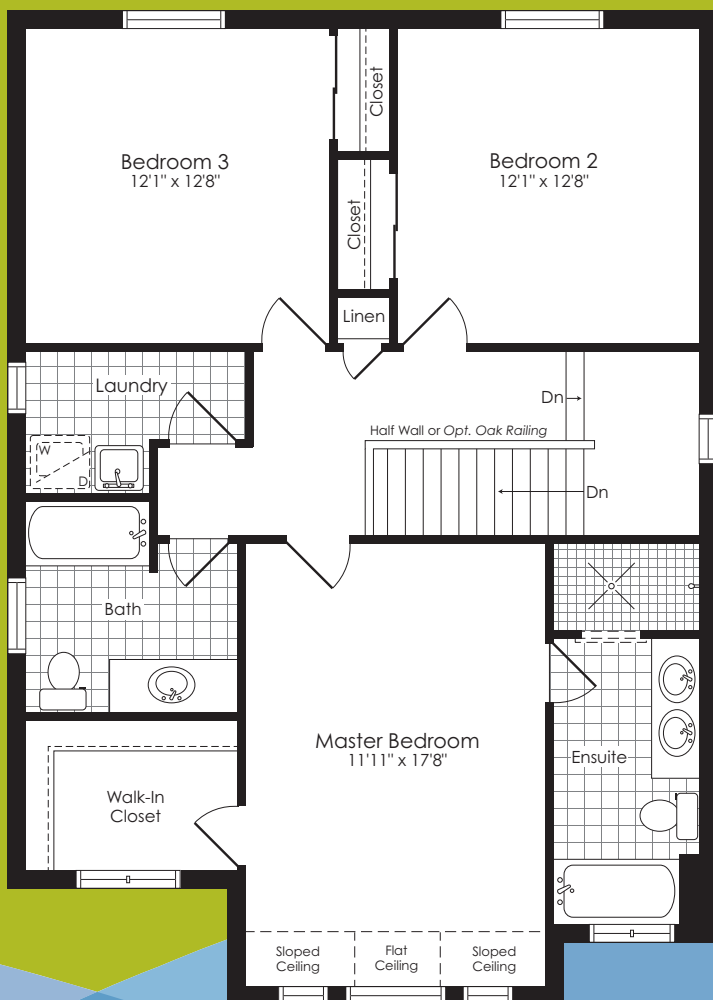 Closet
Bedroom 3
12'1" x 12'8"
Bedroom 2
12'1" x 12'8"
Closet
Linen
Laundry
Dn
Half Wall or Opt. Oak Railing
W
D
Dn
Bath
Master Bedroom
11'11" x 17'8"
Ensuite
Walk-In
Closet
Sloped
Ceiling
Flat
Ceiling
Sloped
Ceiling